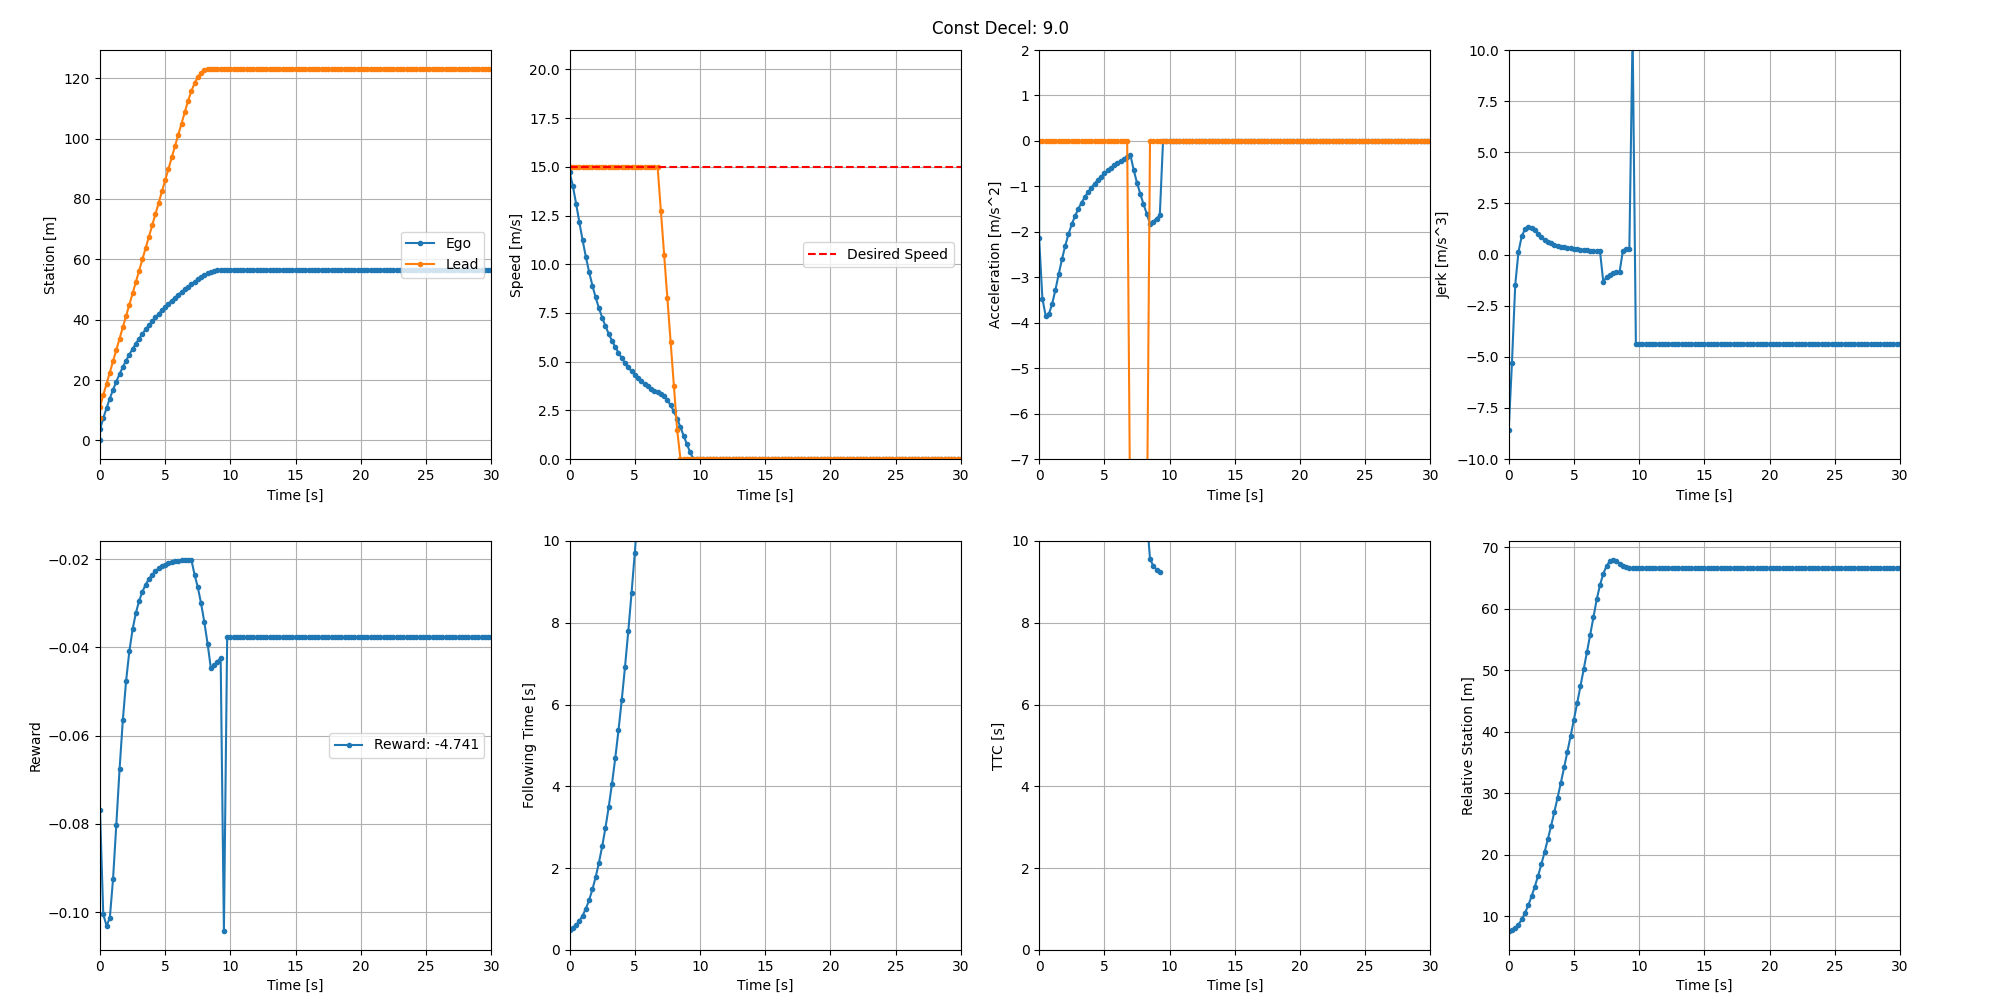 Const Decel: 9.0
Station [m]
120
100
80
60
40
20
0
Ego
Lead
0 5 10 15 20 25 30
Time [s]
Speed [m/s]
20.0
17.5
15.0
12.5
10.0
7.5
5.0
2.5
0.0
Desired Speed
0 5 10 15 20 25 30
Time [s]
Acceleration [m/s^2]
2
1
0
−1
−2
−3
−4
−5
−6
−7
0 5 10 15 20 25 30
Time [s]
Jerk [m/s^3]
10.0
7.5
5.0
2.5
0.0
−2.5
−5.0
−7.5
−10.0
0 5 10 15 20 25 30
Time [s]
Reward
−0.02
−0.04
−0.06
−0.08
−0.10
Reward: -4.741
0 5 10 15 20 25 30
Time [s]
Following Time [s]
10
8
6
4
2
0
0 5 10 15 20 25 30
Time [s]
TTC [s]
10
8
6
4
2
0
0 5 10 15 20 25 30
Time [s]
Relative Station [m]
70
60
50
40
30
20
10
0 5 10 15 20 25 30
Time [s]